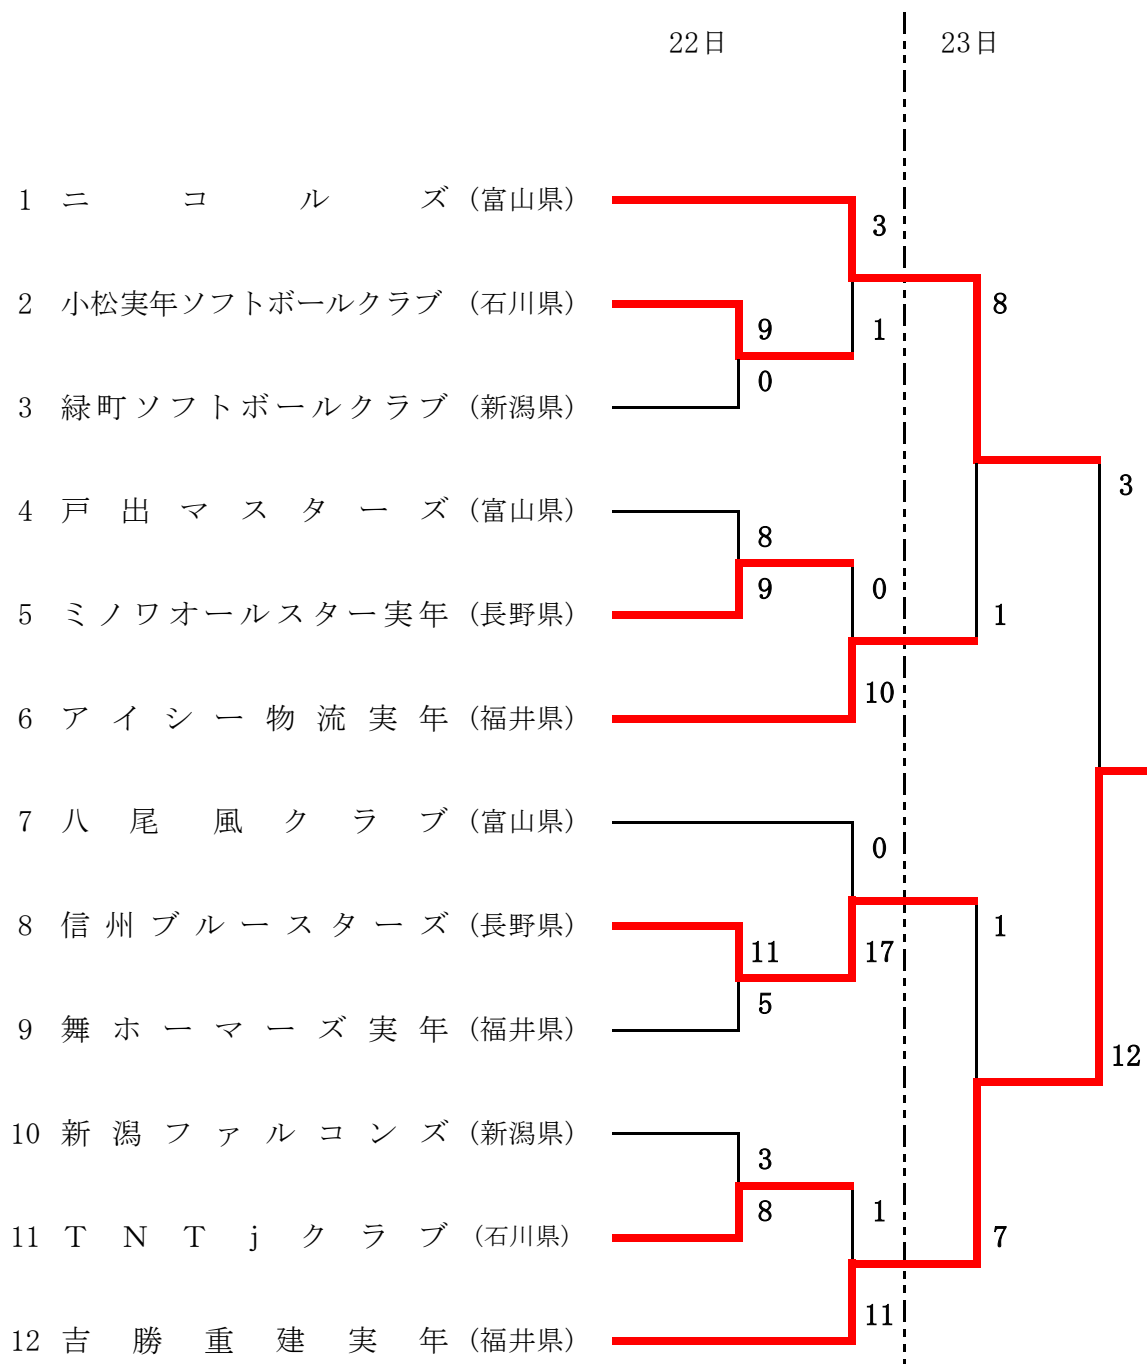 22日 23日
1 ニコルズ (富山県)
3
2 小松実年ソフトボールクラブ (石川県)
8
9 1
0
3 緑町ソフトボールクラブ (新潟県)
3
4 戸出マスターズ (富山県)
8
9 0
5 ミノワオールスター実年 (長野県)
1
10
6 アイシー物流実年 (福井県)
7 八尾風クラブ (富山県)
0
8 信州ブルースターズ (長野県)
1
11 17
5
9 舞ホーマーズ実年 (福井県)
12
10 新潟ファルコンズ (新潟県)
3
8 1
11 TNTjクラブ (石川県)
7
11
12 吉勝重建実年 (福井県)